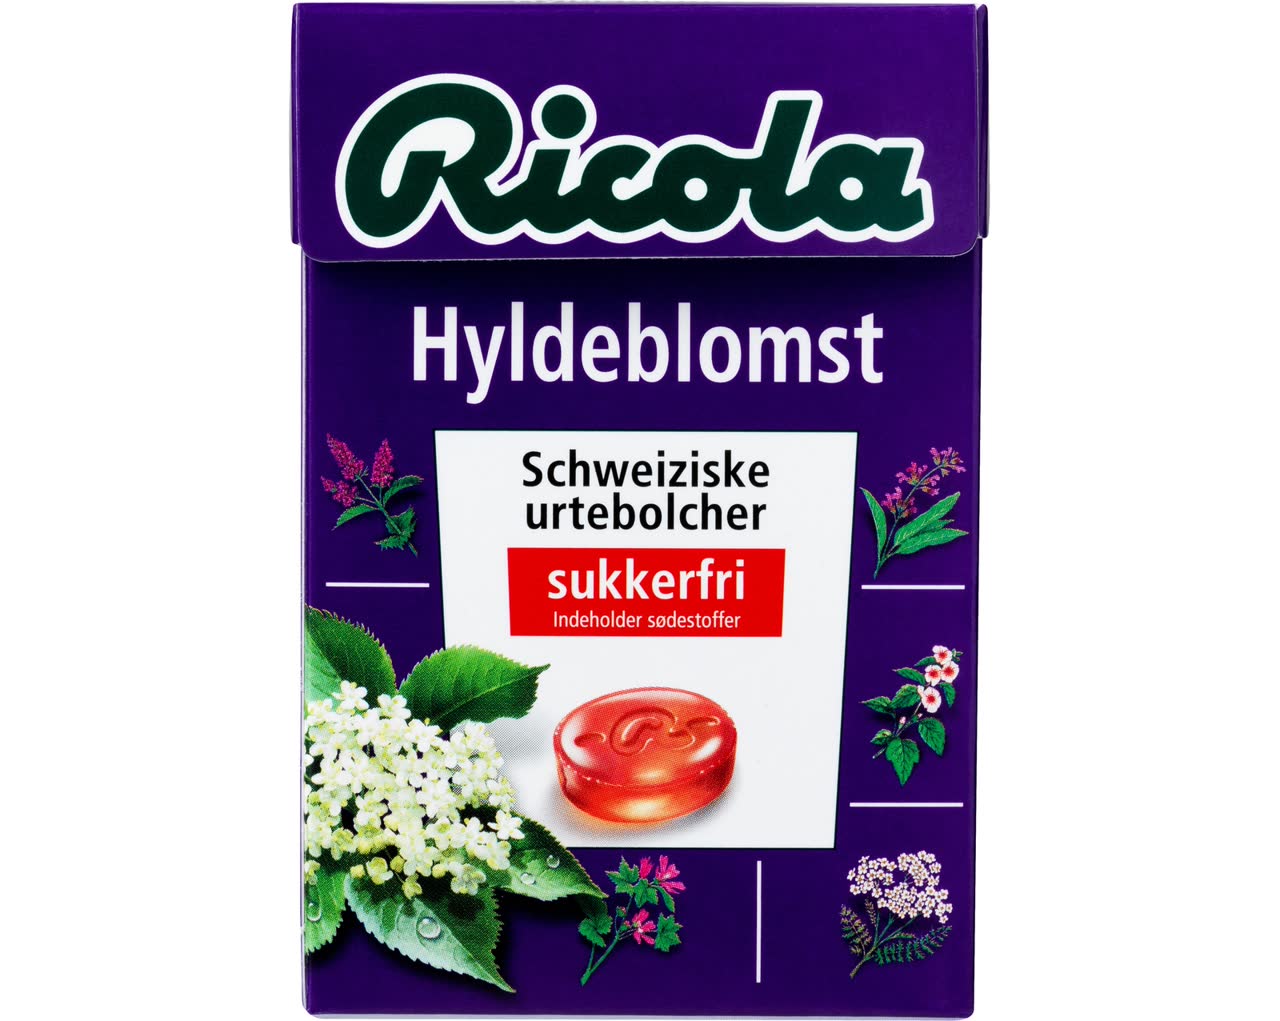 Ricola
Hyldeblomst
Schweiziske
urtebolcher
sukkerfri
Indeholder sødestoffer